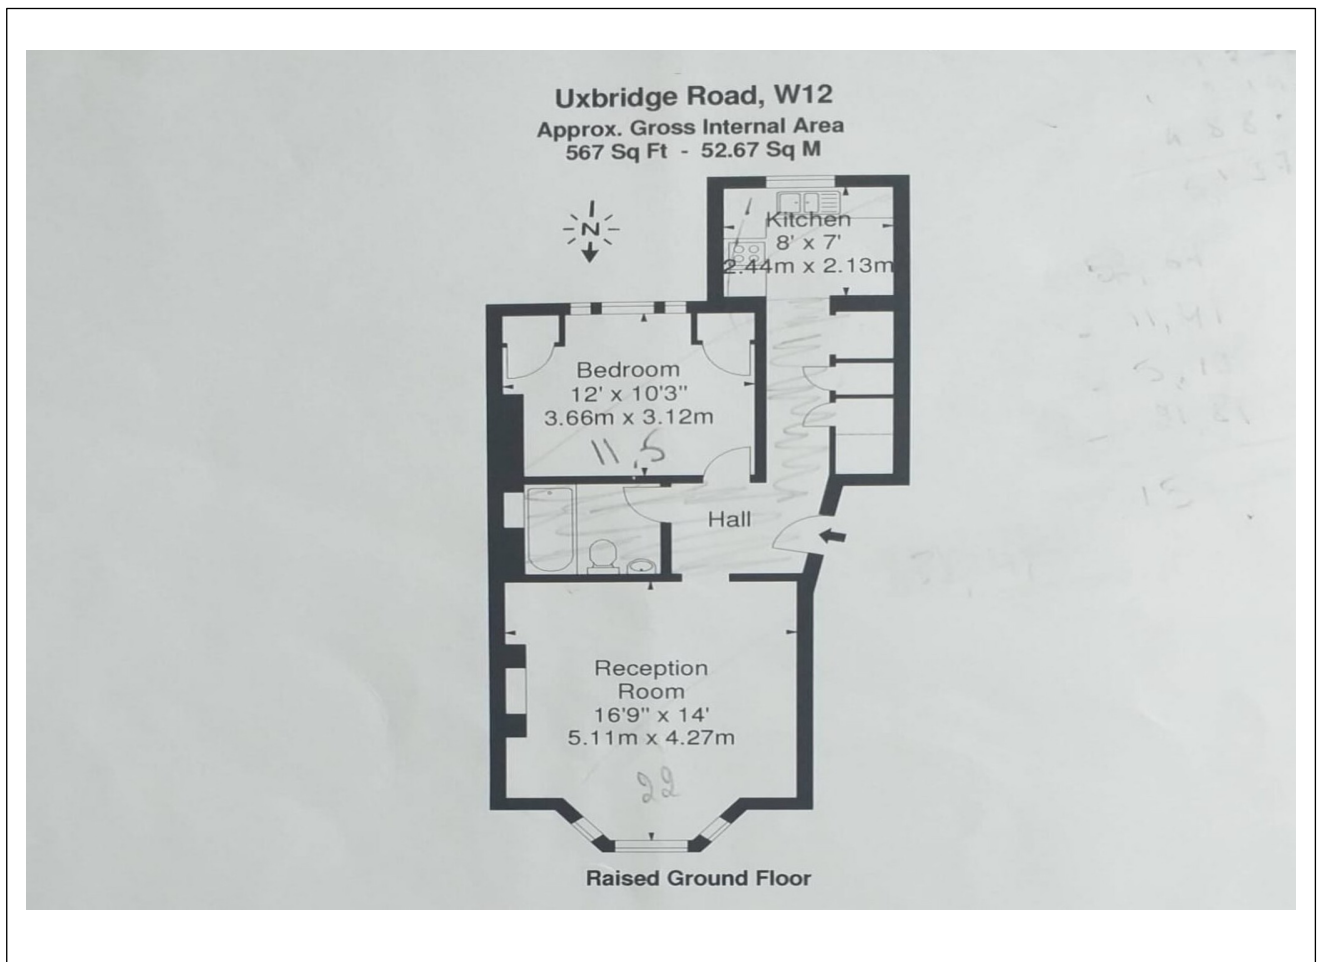 Uxbridge Road, W12
Approx. Gross Internal Area
567 Sq Ft - 52.67 Sq M
N
Kitchen
8' x 7'
2.44m x 2.13m
Bedroom
12' x 10'3"
3.66m x 3.12m
11,5
Hall
Reception
Room
16'9" x 14'
5.11m x 4.27m
22
Raised Ground Floor